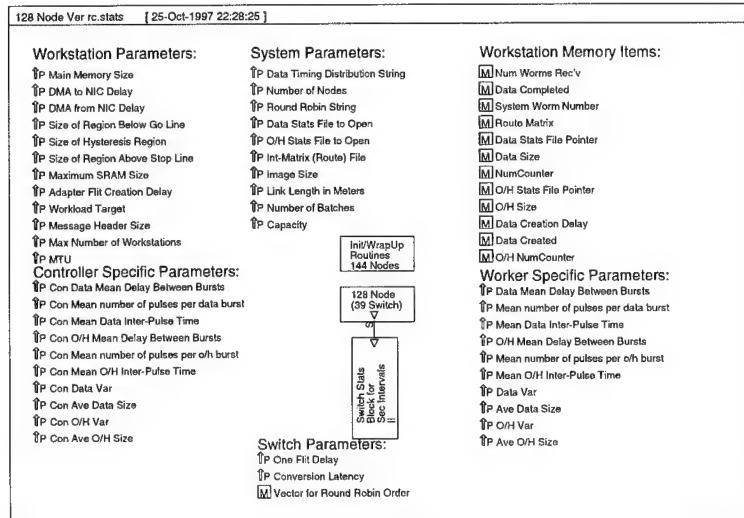 128 Node Ver rc.stats [ 25-Oct-1997 22:28:25 ]
Workstation Parameters:
P Main Memory Size
P DMA to NIC Delay
P DMA from NIC Delay
P Size of Region Below Go Line
P Size of Hysteresis Region
P Size of Region Above Stop Line
P Maximum SRAM Size
P Adapter Flit Creation Delay
P Workload Target
P Message Header Size
P Max Number of Workstations
P MTU
Controller Specific Parameters:
P Con Data Mean Delay Between Bursts
P Con Mean number of pulses per data burst
P Con Mean Data Inter-Pulse Time
P Con O/H Mean Delay Between Bursts
P Con Mean number of pulses per o/h burst
P Con Mean O/H Inter-Pulse Time
P Con Data Var
P Con Ave Data Size
P Con O/H Var
P Con Ave O/H Size
System Parameters:
P Data Timing Distribution String
P Number of Nodes
P Round Robin String
P Data Stats File to Open
P O/H Stats File to Open
P Int-Matrix (Route) File
P Image Size
P Link Length in Meters
P Number of Batches
P Capacity
Init/WrapUp
Routines
144 Nodes
128 Node
(39 Switch)
S
Switch Stats
Block for
Sec Intervals
ii
Switch Parameters:
P One Flit Delay
P Conversion Latency
M Vector for Round Robin Order
Workstation Memory Items:
M Num Worms Rec'v
M Data Completed
M System Worm Number
M Route Matrix
M Data Stats File Pointer
M Data Size
M NumCounter
M O/H Stats File Pointer
M O/H Size
M Data Creation Delay
M Data Created
M O/H NumCounter
Worker Specific Parameters:
P Data Mean Delay Between Bursts
P Mean number of pulses per data burst
P Mean Data Inter-Pulse Time
P O/H Mean Delay Between Bursts
P Mean number of pulses per o/h burst
P Mean O/H Inter-Pulse Time
P Data Var
P Ave Data Size
P O/H Var
P Ave O/H Size